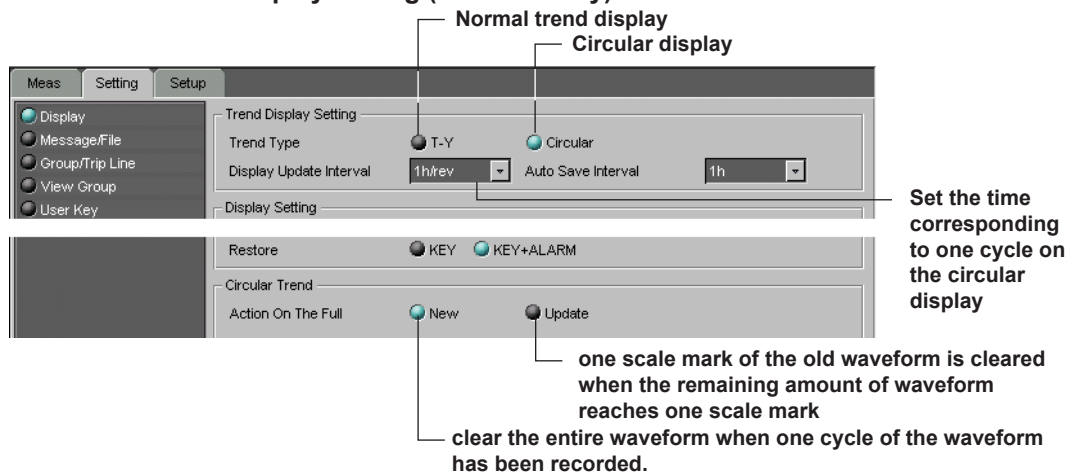 Normal trend display
Circular display
Meas Setting Setup
Display
Message/File
Group/Trip Line
View Group
User Key
Trend Display Setting
Trend Type T-Y Circular
Display Update Interval 1h/rev Auto Save Interval 1h
Display Setting
Restore KEY KEY+ALARM
Circular Trend
Action On The Full New Update
Set the time
corresponding
to one cycle on
the circular
display
one scale mark of the old waveform is cleared
when the remaining amount of waveform
reaches one scale mark
clear the entire waveform when one cycle of the waveform
has been recorded.